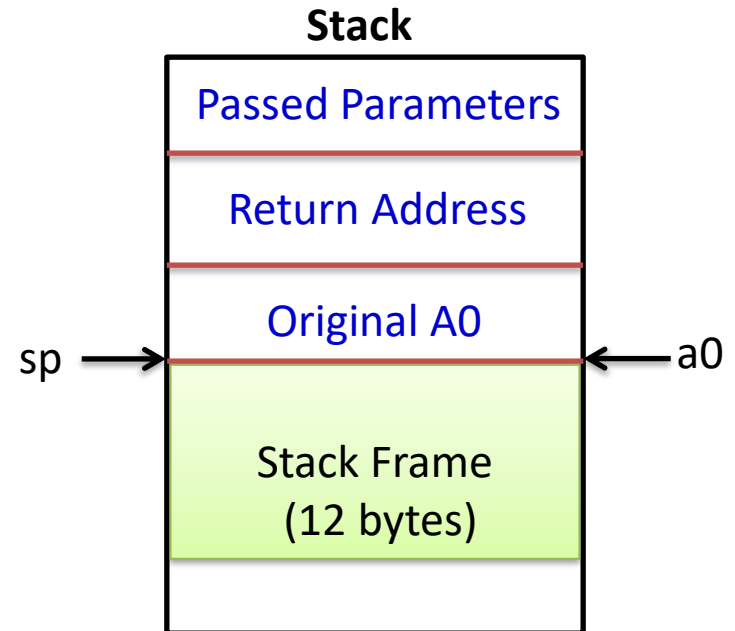 Stack
Passed Parameters
Return Address
Original A0
sp
a0
Stack Frame
(12 bytes)